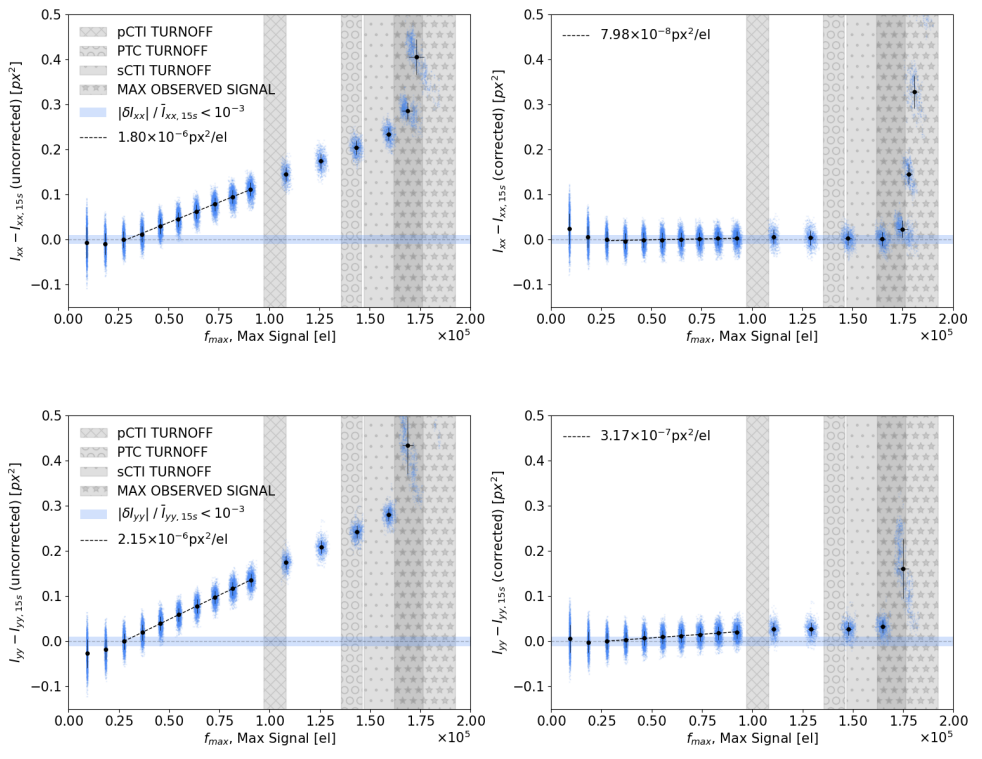 0.5
0.4
0.3
0.2
0.1
0.0
−0.1
I_xx − I_xx, 15s (uncorrected) [px²]
pCTI TURNOFF
PTC TURNOFF
sCTI TURNOFF
MAX OBSERVED SIGNAL
|δI_xx| / Ī_xx, 15s < 10⁻³
1.80×10⁻⁶px²/el
0.00 0.25 0.50 0.75 1.00 1.25 1.50 1.75 2.00
f_max, Max Signal [el]
×10⁵
0.5
0.4
0.3
0.2
0.1
0.0
−0.1
I_xx − I_xx, 15s (corrected) [px²]
7.98×10⁻⁸px²/el
0.00 0.25 0.50 0.75 1.00 1.25 1.50 1.75 2.00
f_max, Max Signal [el]
×10⁵
0.5
0.4
0.3
0.2
0.1
0.0
−0.1
I_yy − I_yy, 15s (uncorrected) [px²]
pCTI TURNOFF
PTC TURNOFF
sCTI TURNOFF
MAX OBSERVED SIGNAL
|δI_yy| / Ī_yy, 15s < 10⁻³
2.15×10⁻⁶px²/el
0.00 0.25 0.50 0.75 1.00 1.25 1.50 1.75 2.00
f_max, Max Signal [el]
×10⁵
0.5
0.4
0.3
0.2
0.1
0.0
−0.1
I_yy − I_yy, 15s (corrected) [px²]
3.17×10⁻⁷px²/el
0.00 0.25 0.50 0.75 1.00 1.25 1.50 1.75 2.00
f_max, Max Signal [el]
×10⁵